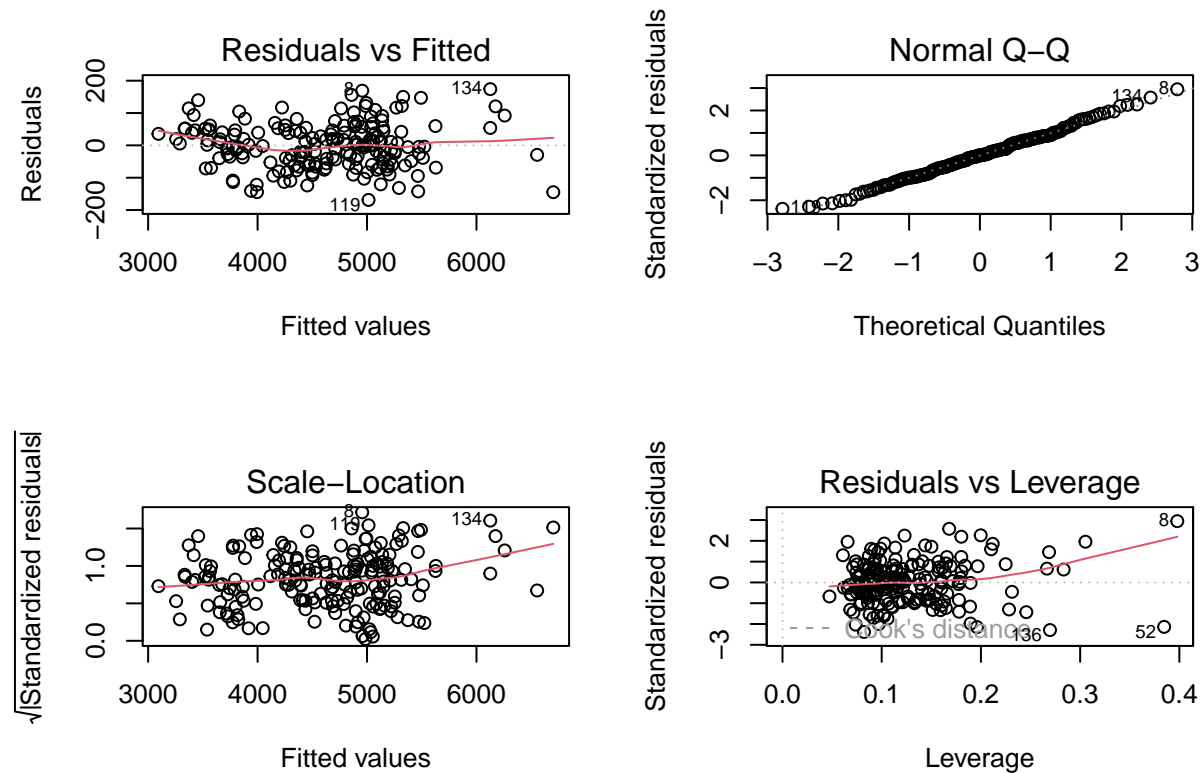 Residuals vs Fitted
Residuals
200
0
−200
8
134
119
3000 4000 5000 6000
Fitted values
Normal Q−Q
Standardized residuals
2
0
−2
134 8
−3 −2 −1 0 1 2 3
Theoretical Quantiles
Scale−Location
√|Standardized residuals|
1.0
0.0
8
119
134
3000 4000 5000 6000
Fitted values
Residuals vs Leverage
Standardized residuals
2
0
−3
8
Cook's distance
136
52
0.0 0.1 0.2 0.3 0.4
Leverage